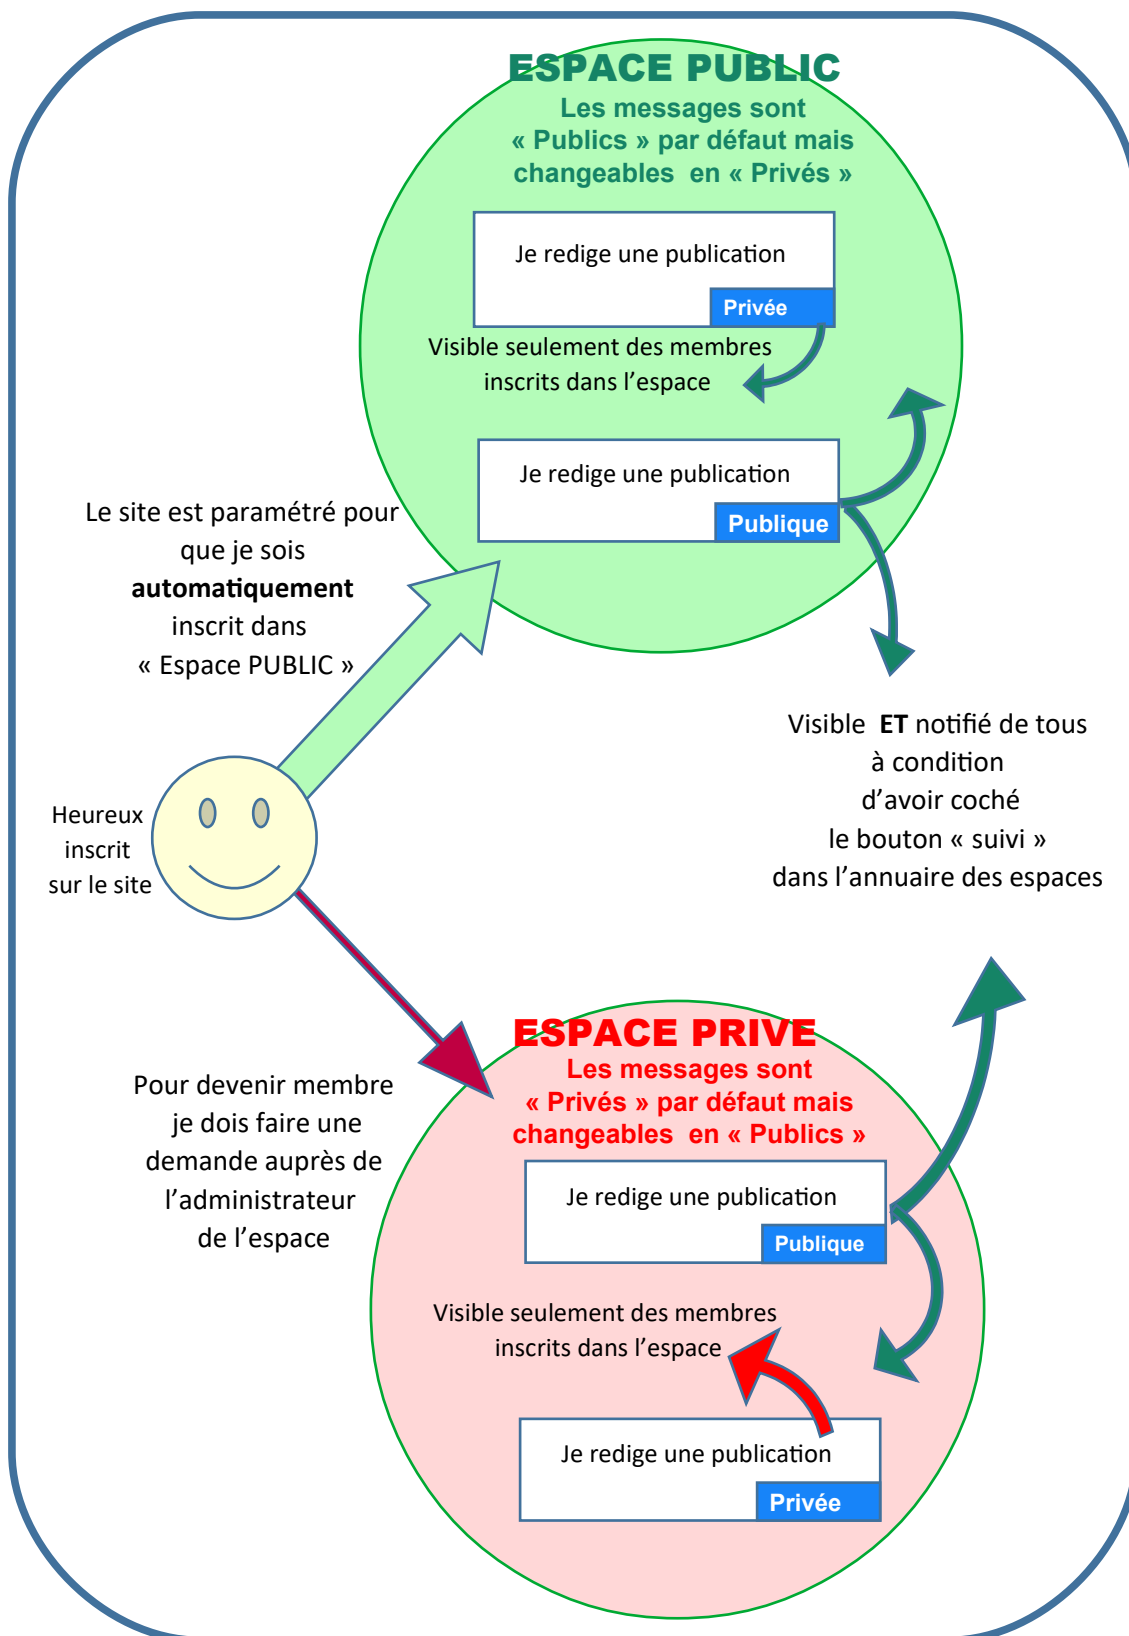 ESPACE PUBLIC
Les messages sont
« Publics » par défaut mais
changeables en « Privés »
Je redige une publication
Privée
Visible seulement des membres
inscrits dans l’espace
Je redige une publication
Publique
Le site est paramétré pour
que je sois
automatiquement
inscrit dans
« Espace PUBLIC »
Visible ET notifié de tous
à condition
d’avoir coché
le bouton « suivi »
dans l’annuaire des espaces
Heureux
inscrit
sur le site
ESPACE PRIVE
Les messages sont
« Privés » par défaut mais
changeables en « Publics »
Pour devenir membre
je dois faire une
demande auprès de
l’administrateur
de l’espace
Je redige une publication
Publique
Visible seulement des membres
inscrits dans l’espace
Je redige une publication
Privée